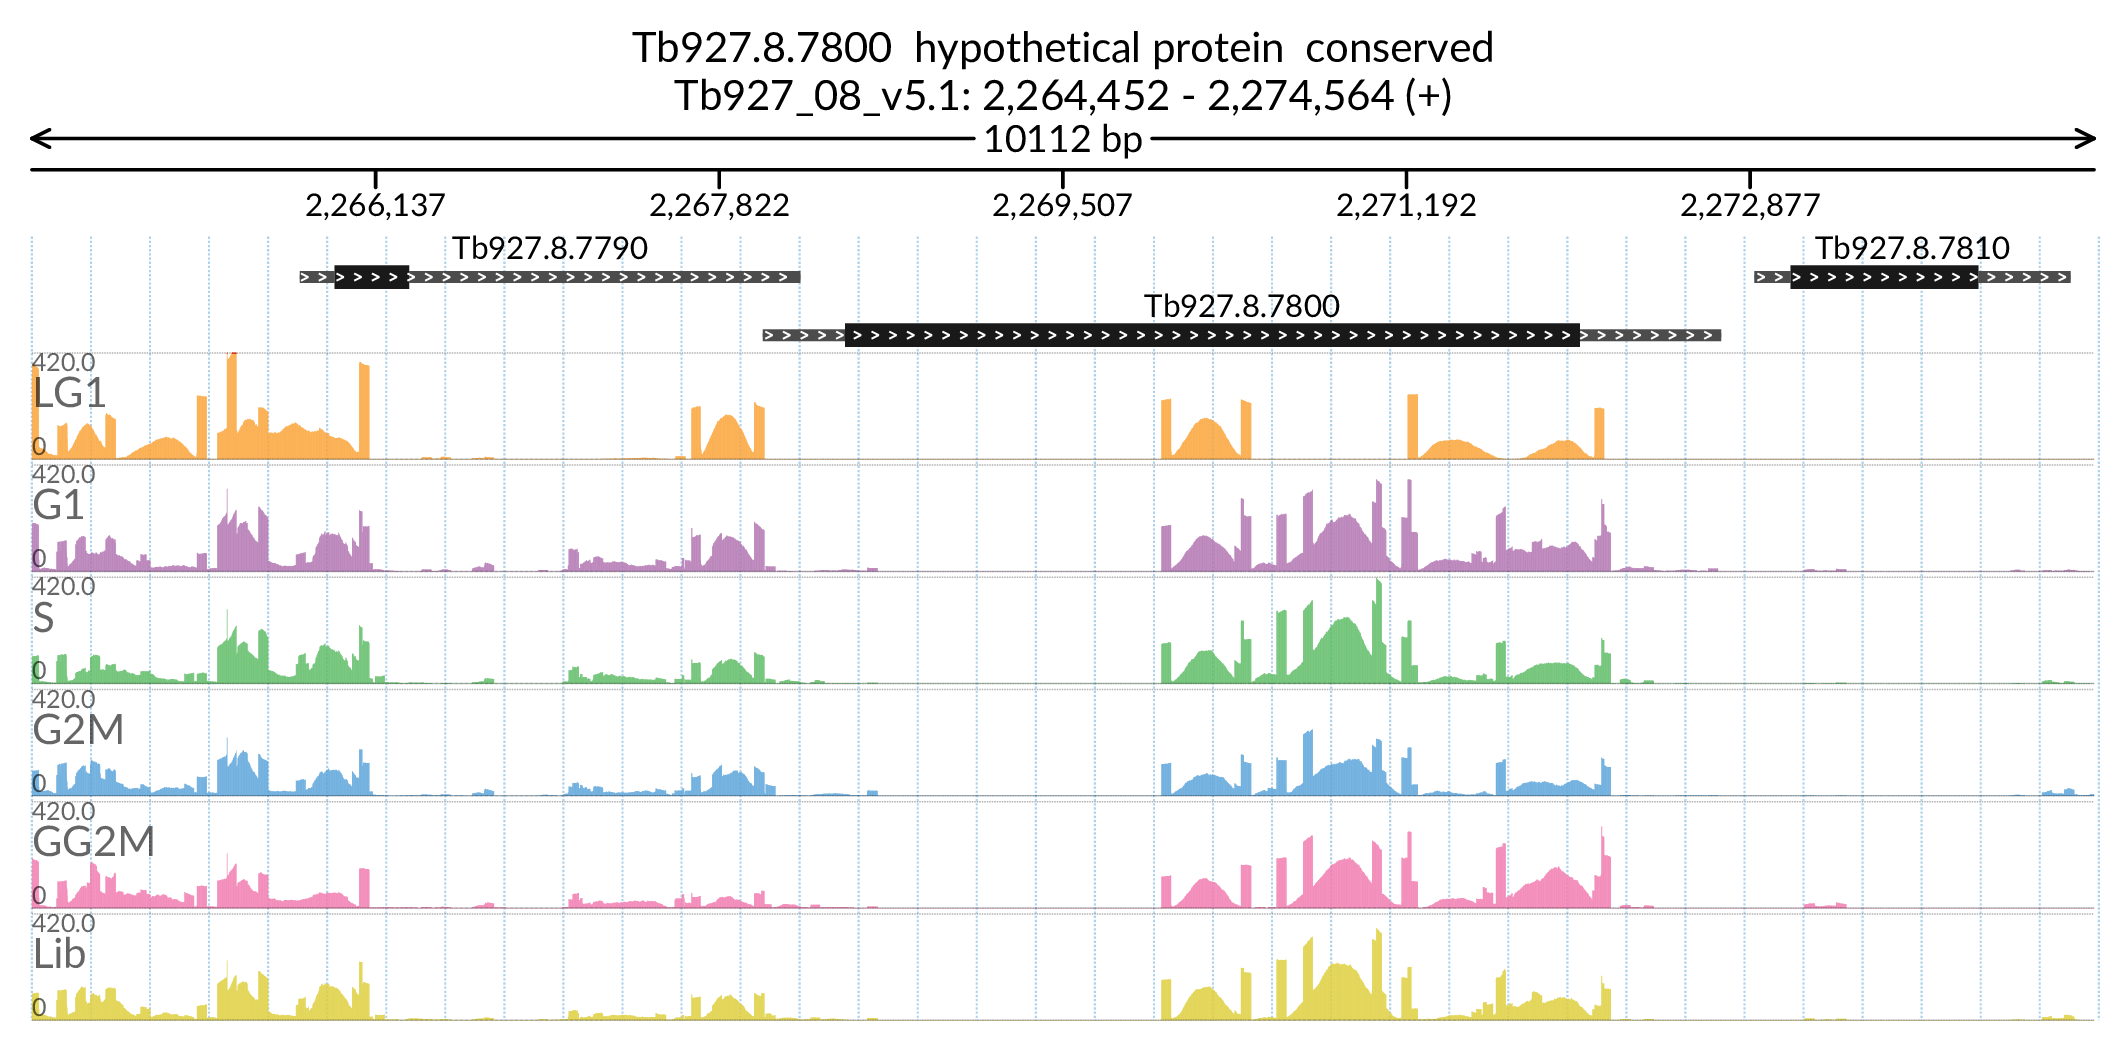 Tb927.8.7800  hypothetical protein  conserved
Tb927_08_v5.1: 2,264,452 - 2,274,564 (+)
10112 bp
2,266,137 2,267,822 2,269,507 2,271,192 2,272,877
Tb927.8.7790 Tb927.8.7810
Tb927.8.7800
420.0
LG1
0
420.0
G1
0
420.0
S
0
420.0
G2M
0
420.0
GG2M
0
420.0
Lib
0